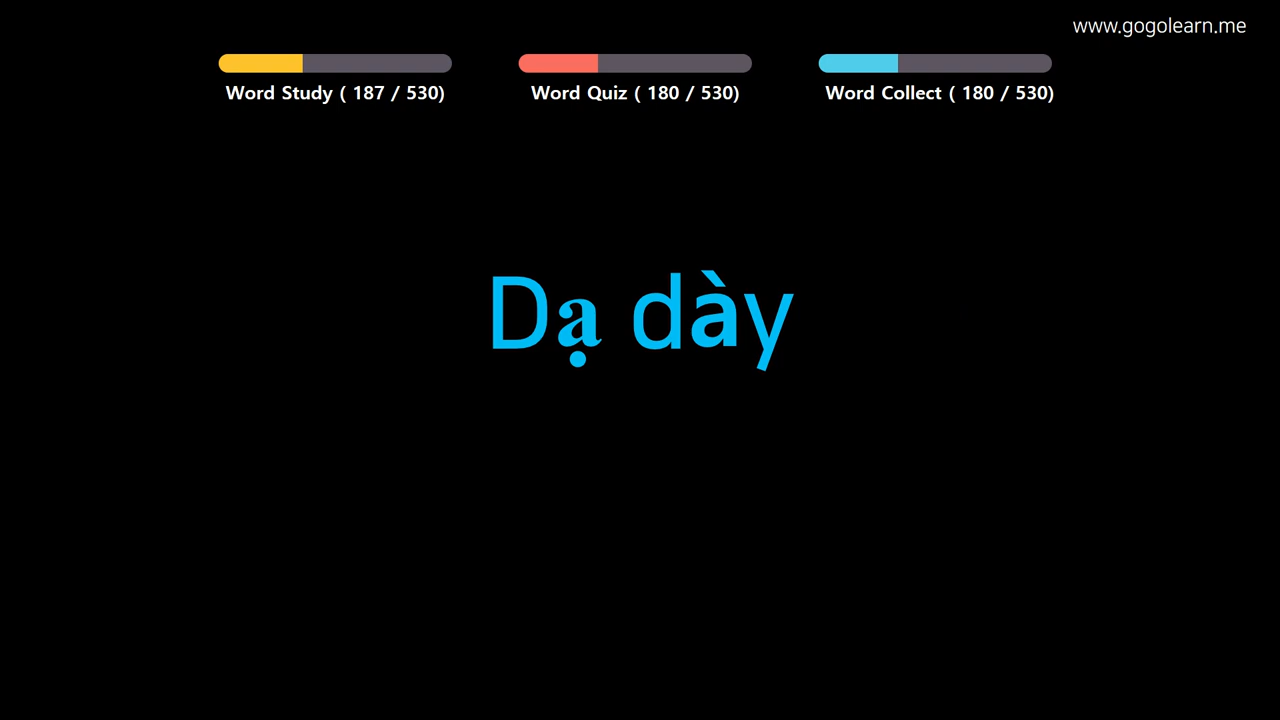 www.gogolearn.me
Word Study ( 187 / 530)
Word Quiz ( 180 / 530)
Word Collect ( 180 / 530)
Dạ dày